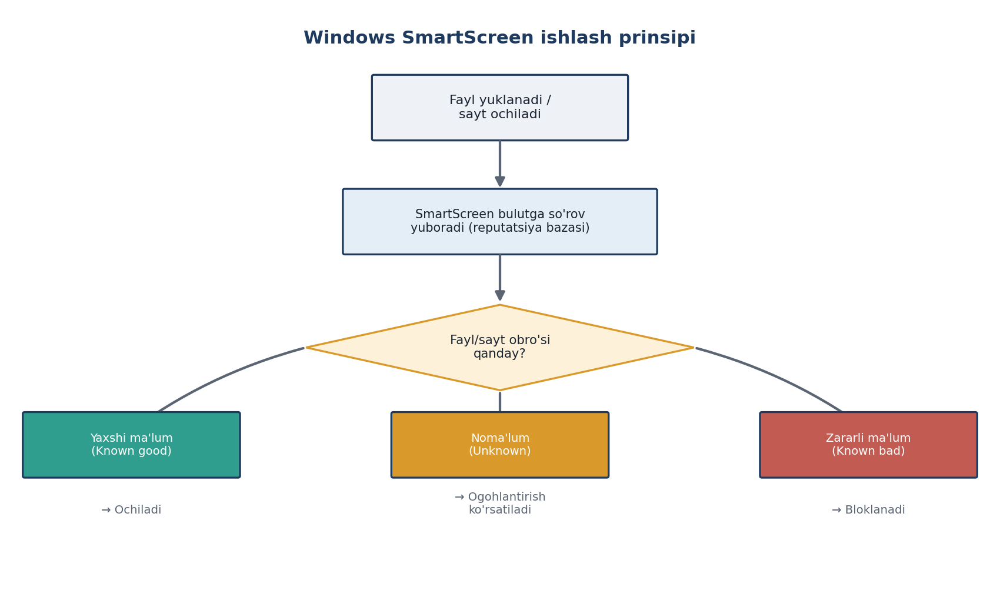 Windows SmartScreen ishlash prinsipi
Fayl yuklanadi /
sayt ochiladi
SmartScreen bulutga so'rov
yuboradi (reputatsiya bazasi)
Fayl/sayt obro'si
qanday?
Yaxshi ma'lum
(Known good)
Noma'lum
(Unknown)
Zararli ma'lum
(Known bad)
→ Ochiladi
→ Ogohlantirish
ko'rsatiladi
→ Bloklanadi